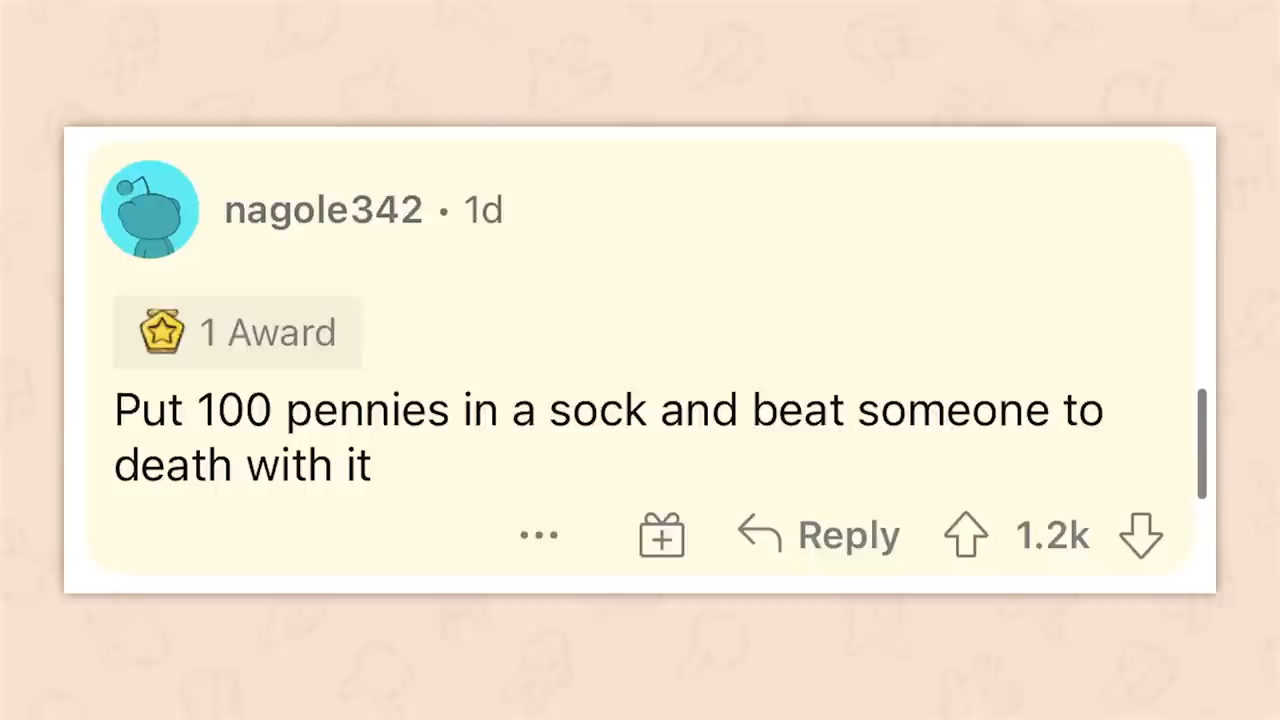 nagole342 • 1d
1 Award
Put 100 pennies in a sock and beat someone to
death with it
... Reply 1.2k